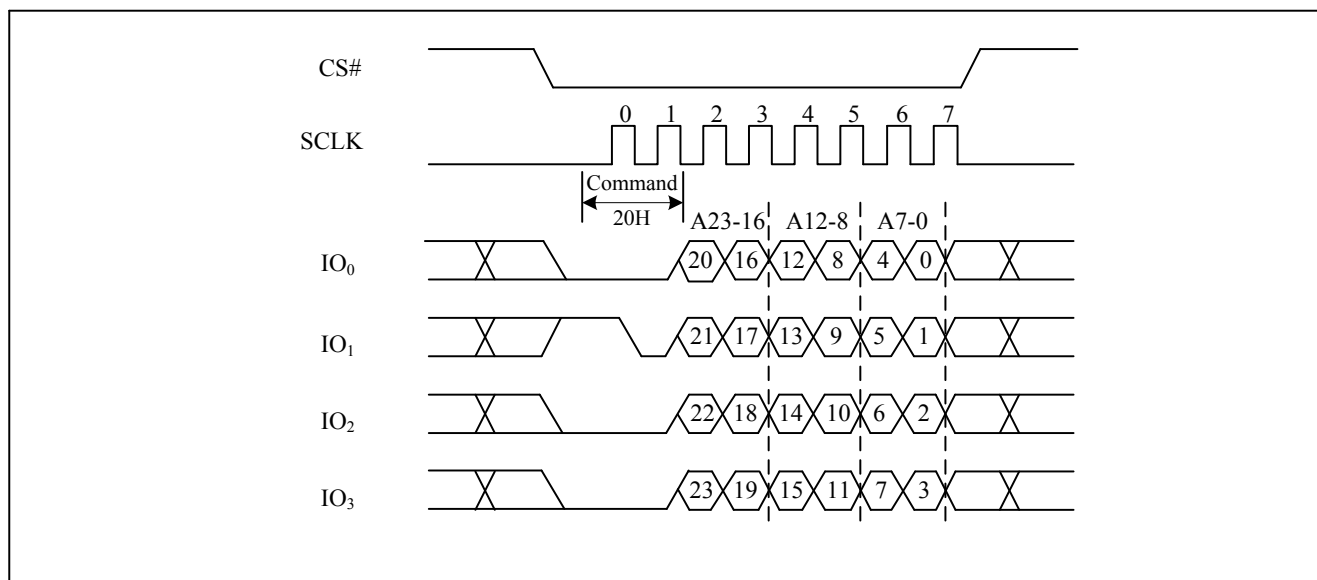 CS#
0 1 2 3 4 5 6 7
SCLK
Command
20H
A23-16 A12-8 A7-0
IO0 20 16 12 8 4 0
IO1 21 17 13 9 5 1
IO2 22 18 14 10 6 2
IO3 23 19 15 11 7 3